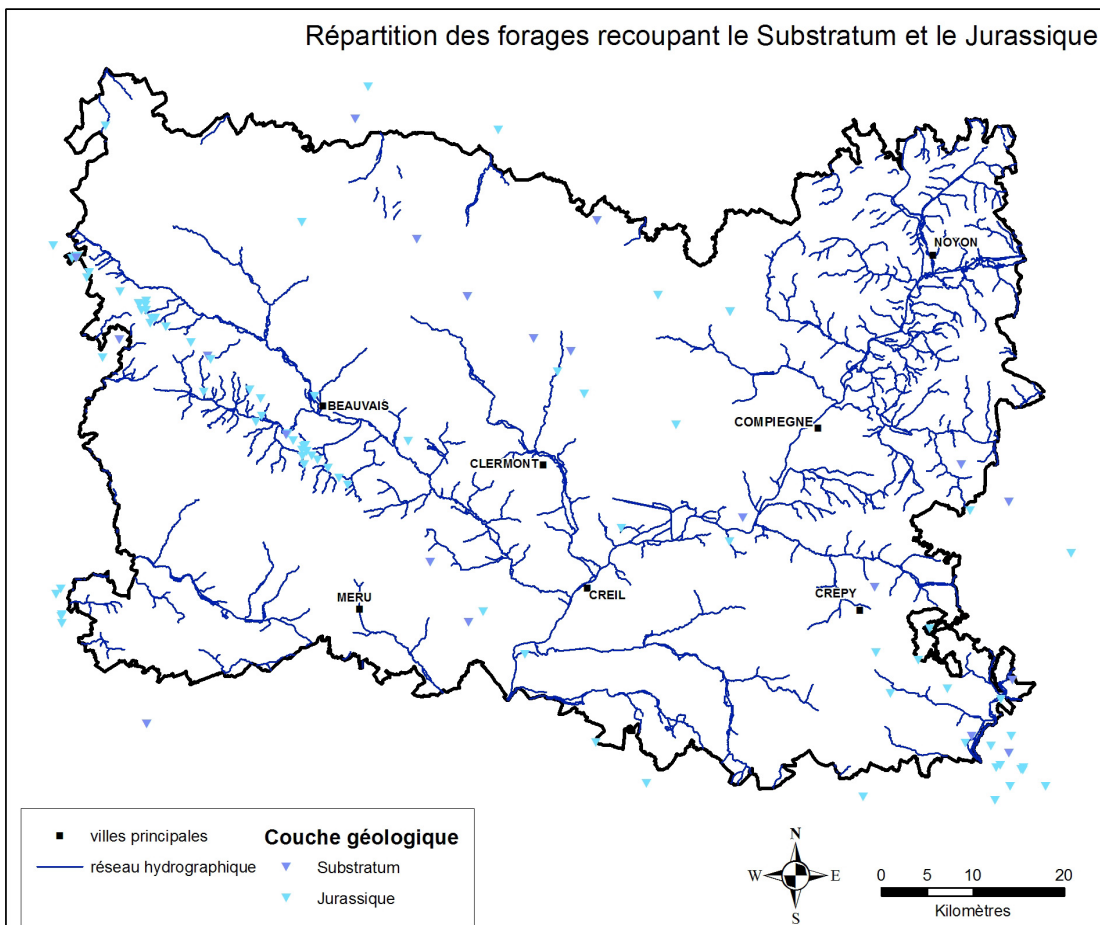 Répartition des forages recoupant le Substratum et le Jurassique
NOYON
BEAUVAIS
COMPIEGNE
CLERMONT
CREIL
MERU
CREPY
villes principales
réseau hydrographique
Couche géologique
Substratum
Jurassique
N
W E
S
0 5 10 20
Kilomètres